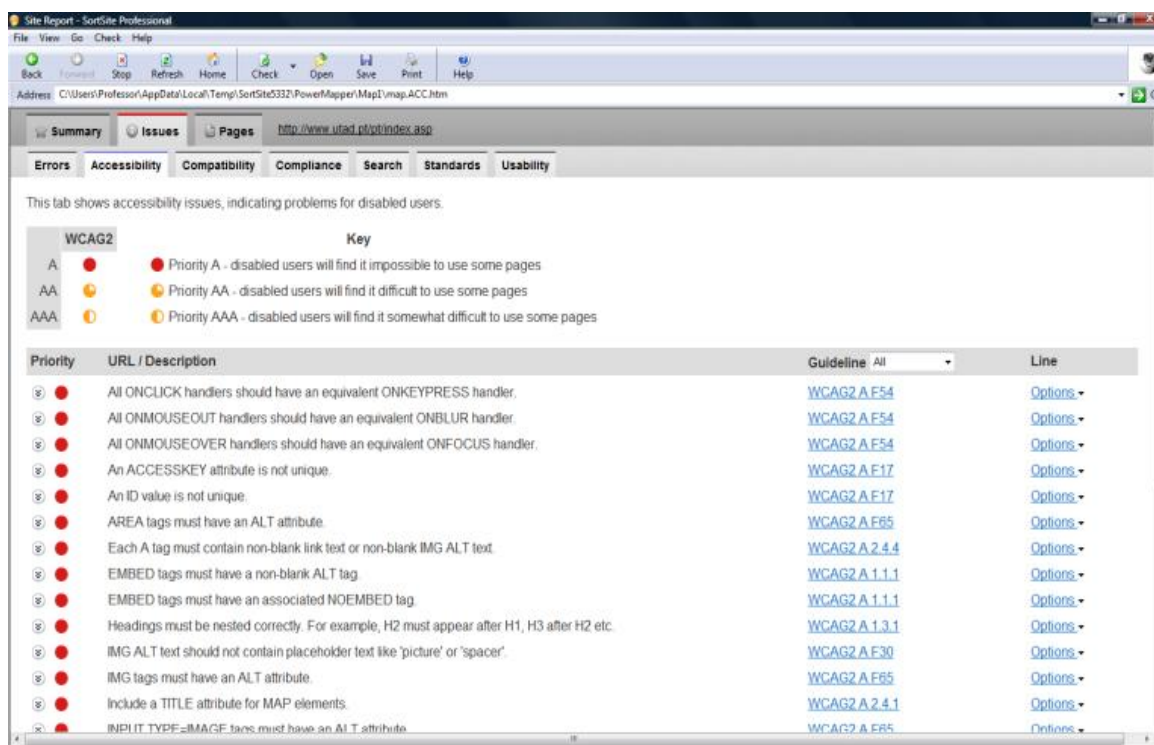 Site Report - SortSite Professional
File View Go Check Help
Back Forward Stop Refresh Home Check Open Save Print Help
Address C:\Users\Professor\AppData\Local\Temp\SortSite5332\PowerMapper\Map1\map.ACC.htm
Summary Issues Pages http://www.utad.pt/pt/index.asp
Errors Accessibility Compatibility Compliance Search Standards Usability
This tab shows accessibility issues, indicating problems for disabled users.
WCAG2 Key
A Priority A - disabled users will find it impossible to use some pages
AA Priority AA - disabled users will find it difficult to use some pages
AAA Priority AAA - disabled users will find it somewhat difficult to use some pages
Priority URL / Description Guideline All Line
All ONCLICK handlers should have an equivalent ONKEYPRESS handler. WCAG2 A F54 Options
All ONMOUSEOUT handlers should have an equivalent ONBLUR handler. WCAG2 A F54 Options
All ONMOUSEOVER handlers should have an equivalent ONFOCUS handler. WCAG2 A F54 Options
An ACCESSKEY attribute is not unique. WCAG2 A F17 Options
An ID value is not unique. WCAG2 A F17 Options
AREA tags must have an ALT attribute. WCAG2 A F65 Options
Each A tag must contain non-blank link text or non-blank IMG ALT text WCAG2 A 2.4.4 Options
EMBED tags must have a non-blank ALT tag. WCAG2 A 1.1.1 Options
EMBED tags must have an associated NOEMBED tag. WCAG2 A 1.1.1 Options
Headings must be nested correctly. For example, H2 must appear after H1, H3 after H2 etc. WCAG2 A 1.3.1 Options
IMG ALT text should not contain placeholder text like 'picture' or 'spacer'. WCAG2 A F30 Options
IMG tags must have an ALT attribute. WCAG2 A F65 Options
Include a TITLE attribute for MAP elements. WCAG2 A 2.4.1 Options
INPUT TYPE=IMAGE tags must have an ALT attribute. WCAG2 A F65 Options